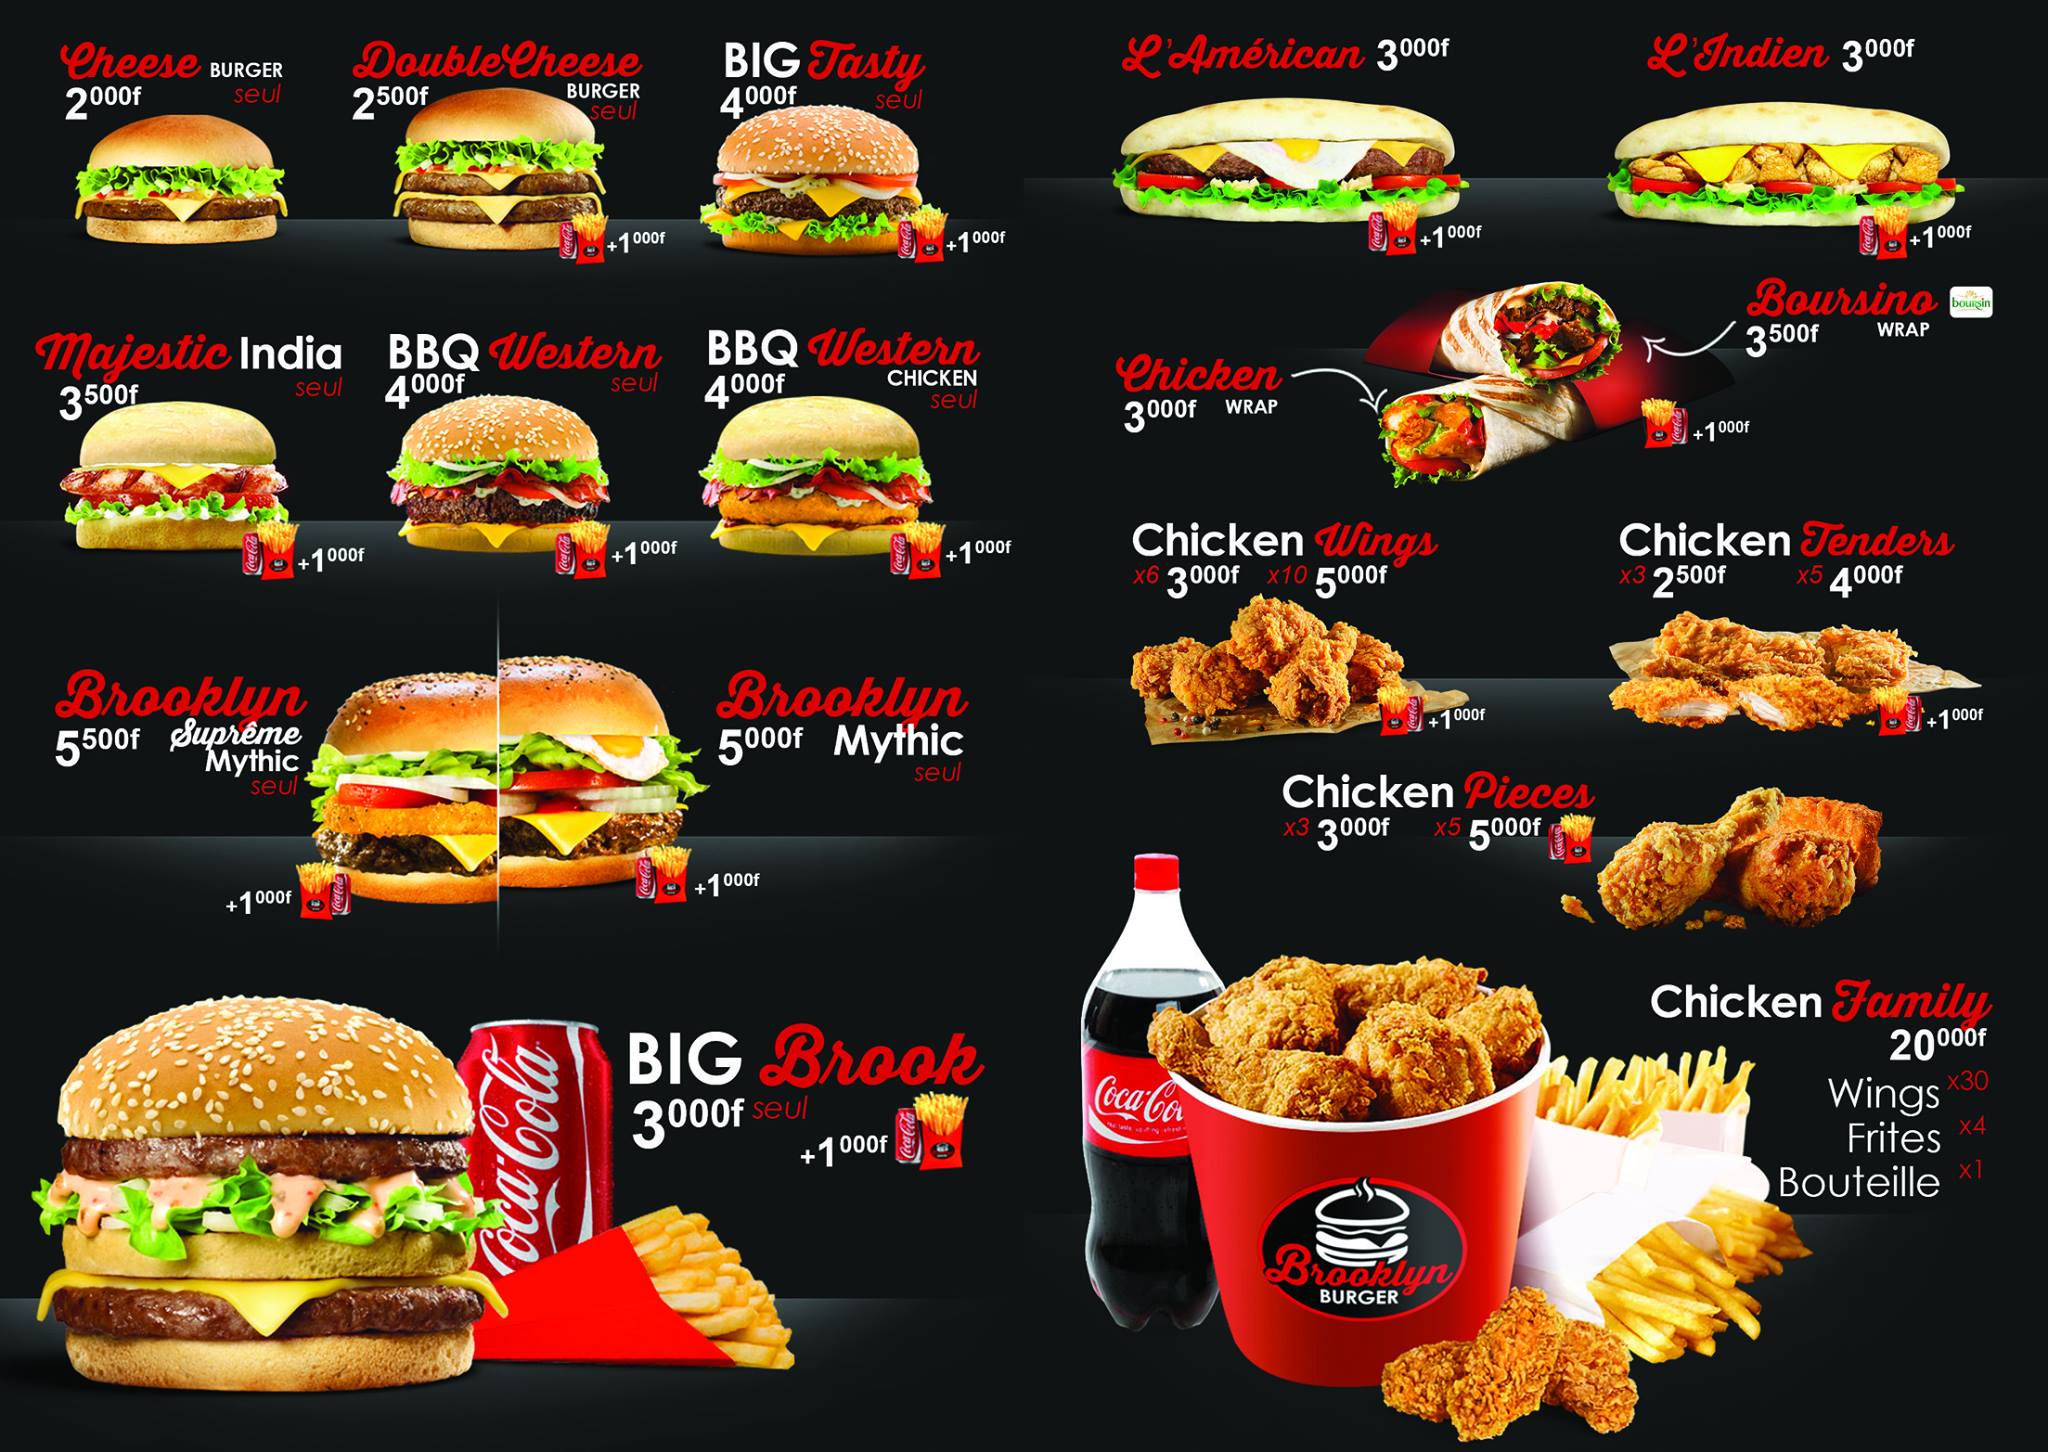 Cheese BURGER
2000f seul
DoubleCheese
2500f BURGER
seul
BIG Tasty
4000f seul
+1000f
+1000f
Majestic India
3500f seul
BBQ Western
4000f seul
BBQ Western
4000f CHICKEN
seul
+1000f
+1000f
+1000f
Brooklyn
5500f Suprême
Mythic
seul
Brooklyn
5000f Mythic
seul
+1000f
+1000f
BIG Brook
3000f seul
+1000f
Coca-Cola
L'Américan 3000f
L'Indien 3000f
+1000f
+1000f
Boursino boursin
3500f WRAP
Chicken
3000f WRAP
+1000f
Chicken Wings
x6 3000f x10 5000f
Chicken Tenders
x3 2500f x5 4000f
+1000f
+1000f
Chicken Pieces
x3 3000f x5 5000f
Chicken Family
20000f
Wings x30
Frites x4
Bouteille x1
Coca-Co
Brooklyn
BURGER